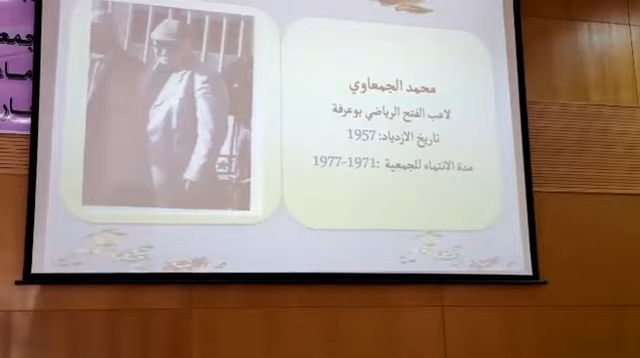 محمد الجمعاوي
لاعب الفتح الرياضي بوعرفة
تاريخ الازدياد: 1957
مدة الانتماء للجمعية :1971-1977